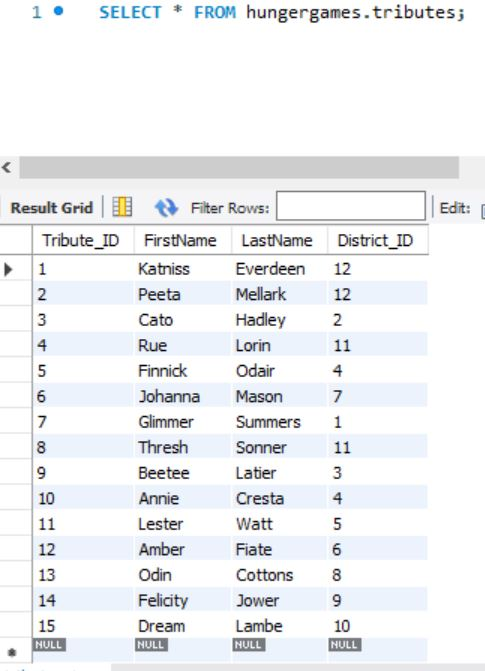 1 SELECT * FROM hungergames.tributes;
Result Grid Filter Rows: Edit:
Tribute_ID FirstName LastName District_ID
1 Katniss Everdeen 12
2 Peeta Mellark 12
3 Cato Hadley 2
4 Rue Lorin 11
5 Finnick Odair 4
6 Johanna Mason 7
7 Glimmer Summers 1
8 Thresh Sonner 11
9 Beetee Latier 3
10 Annie Cresta 4
11 Lester Watt 5
12 Amber Fiate 6
13 Odin Cottons 8
14 Felicity Jower 9
15 Dream Lambe 10
NULL NULL NULL NULL